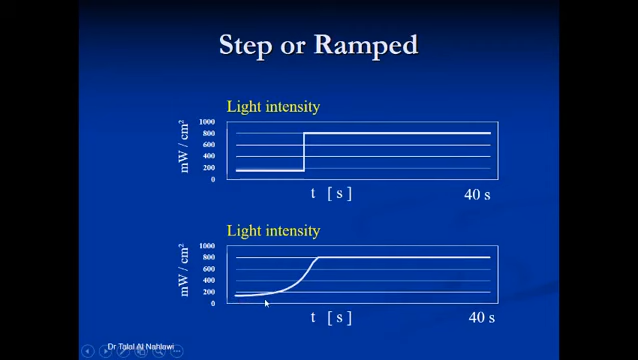 Step or Ramped
Light intensity
mW / cm²
1000
800
600
400
200
0
t [ s ]
40 s
Light intensity
mW / cm²
1000
800
600
400
200
0
t [ s ]
40 s
Dr Talal Al Nahlawi